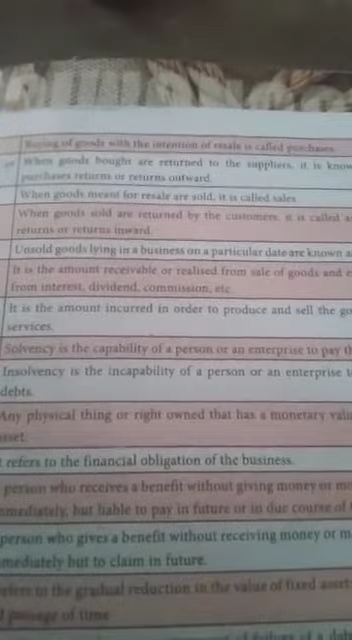 Buying of goods with the intention of resale is called purchases
When goods bought are returned to the suppliers, it is know
purchases returns or returns outward.
When goods meant for resale are sold, it is called sales
When goods sold are returned by the customers, it is called
returns or returns inward.
Unsold goods lying in a business on a particular date are known a
It is the amount receivable or realised from sale of goods and
from interest, dividend, commission, etc
It is the amount incurred in order to produce and sell the go
services.
Solvency is the capability of a person or an enterprise to pay th
Insolvency is the incapability of a person or an enterprise t
debts.
Any physical thing or right owned that has a monetary valu
sset.
refers to the financial obligation of the business.
person who receives a benefit without giving money or mo
mmediately, but liable to pay in future or in due course of
person who gives a benefit without receiving money or m
mediately but to claim in future.
efers to the gradual reduction in the value of fixed asset
passage of time